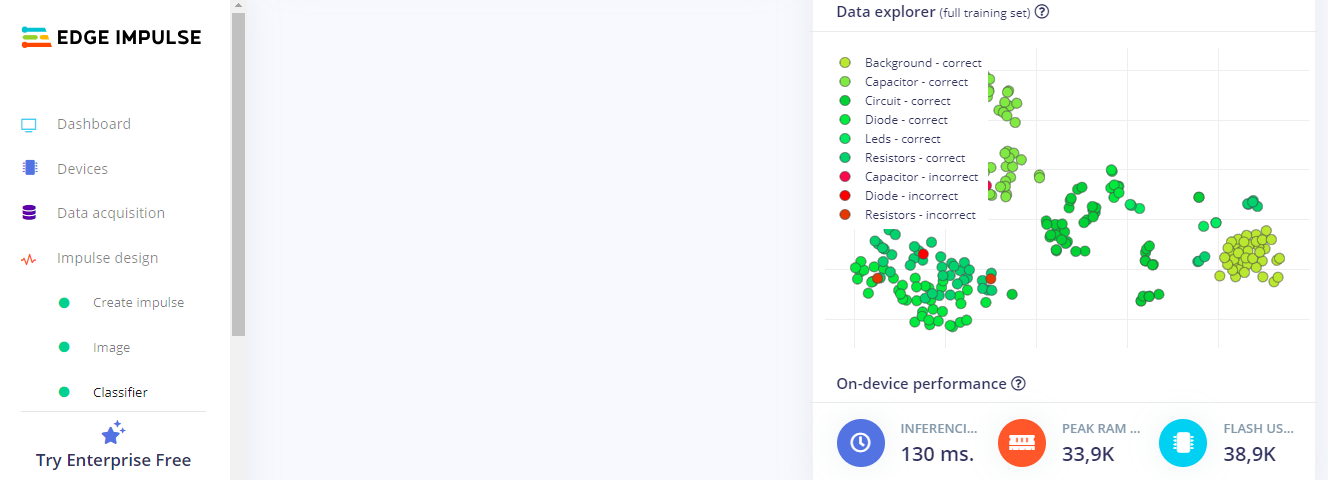 EDGE IMPULSE
Dashboard
Devices
Data acquisition
Impulse design
Create impulse
Image
Classifier
Try Enterprise Free
Data explorer (full training set)
Background - correct
Capacitor - correct
Circuit - correct
Diode - correct
Leds - correct
Resistors - correct
Capacitor - incorrect
Diode - incorrect
Resistors - incorrect
On-device performance
INFERENCI...
130 ms.
PEAK RAM ...
33,9K
FLASH US...
38,9K